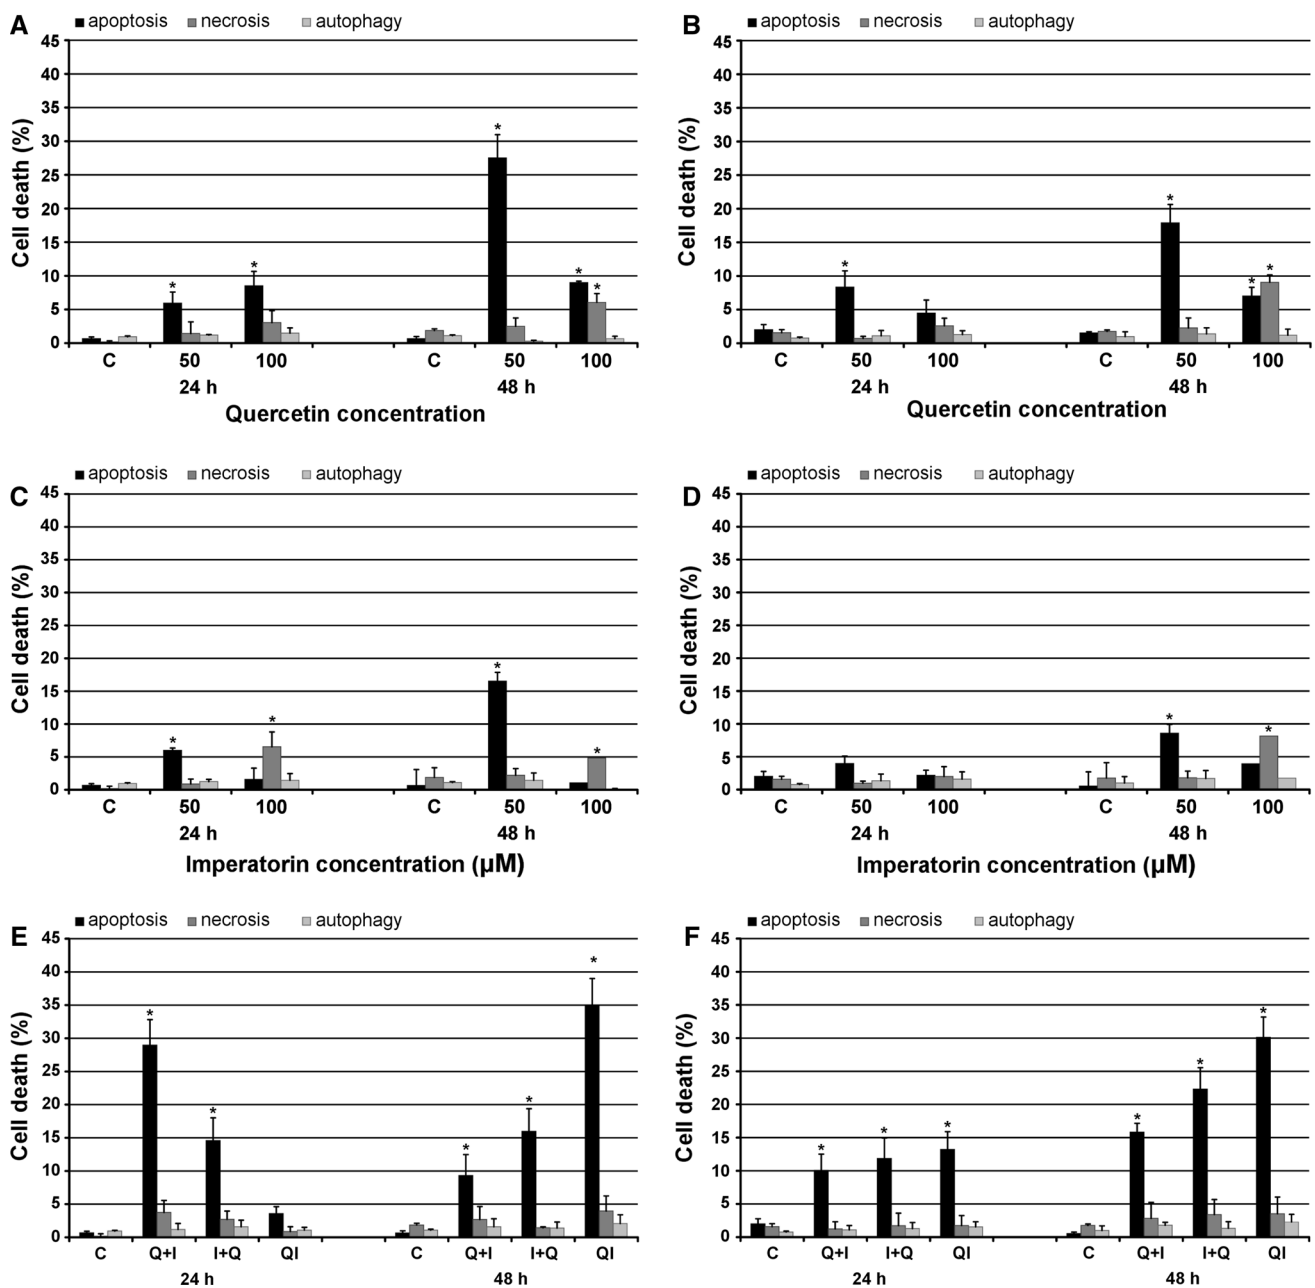 A
apoptosis necrosis autophagy
45
40
35
30
25
20
15
10
5
0
Cell death (%)
* * * * *
C 50 100 C 50 100
24 h 48 h
Quercetin concentration
B
apoptosis necrosis autophagy
45
40
35
30
25
20
15
10
5
0
Cell death (%)
* * * *
C 50 100 C 50 100
24 h 48 h
Quercetin concentration
C
apoptosis necrosis autophagy
45
40
35
30
25
20
15
10
5
0
Cell death (%)
* * * *
C 50 100 C 50 100
24 h 48 h
Imperatorin concentration (µM)
D
apoptosis necrosis autophagy
45
40
35
30
25
20
15
10
5
0
Cell death (%)
* *
C 50 100 C 50 100
24 h 48 h
Imperatorin concentration (µM)
E
apoptosis necrosis autophagy
45
40
35
30
25
20
15
10
5
0
Cell death (%)
* * * * *
C Q+I I+Q QI C Q+I I+Q QI
24 h 48 h
F
apoptosis necrosis autophagy
45
40
35
30
25
20
15
10
5
0
Cell death (%)
* * * * * *
C Q+I I+Q QI C Q+I I+Q QI
24 h 48 h